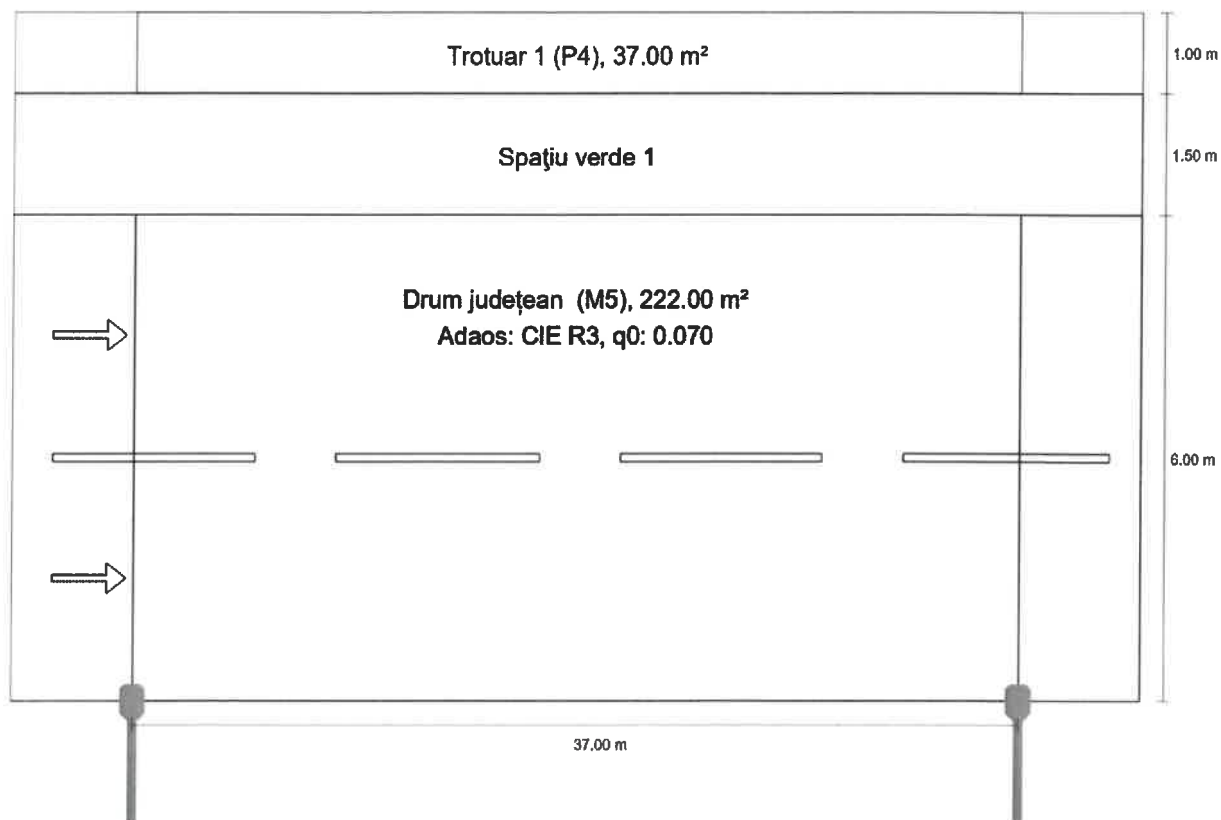 Trotuar 1 (P4), 37.00 m²
1.00 m
Spaţiu verde 1
1.50 m
Drum județean (M5), 222.00 m²
Adaos: CIE R3, q0: 0.070
6.00 m
37.00 m